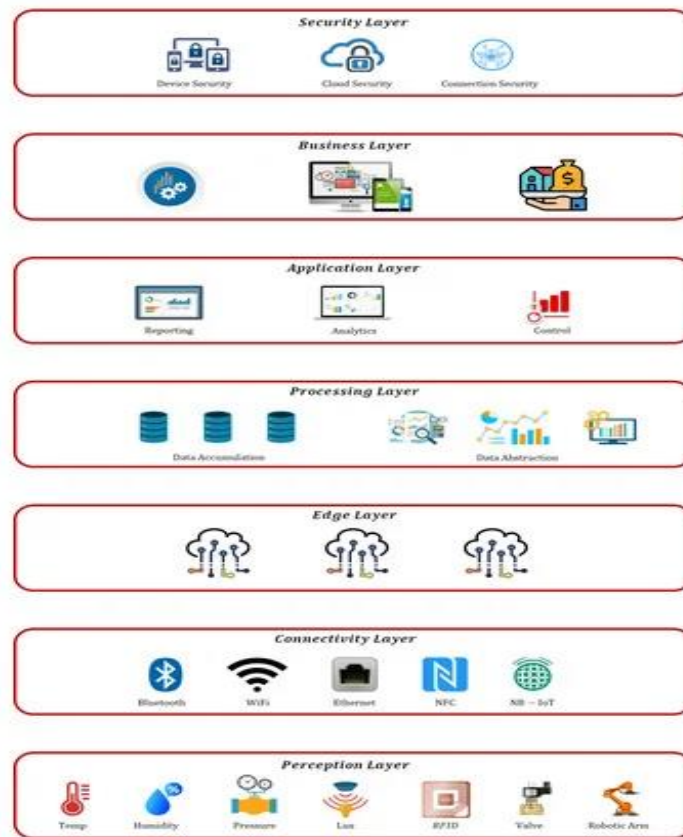 Security Layer
Device Security Cloud Security Connection Security
Business Layer
Application Layer
Reporting Analytics Control
Processing Layer
Data Accumulation Data Abstraction
Edge Layer
Connectivity Layer
Bluetooth WiFi Ethernet NFC NB - IoT
Perception Layer
Temp Humidity Pressure Lux RFID Valve Robotic Arm